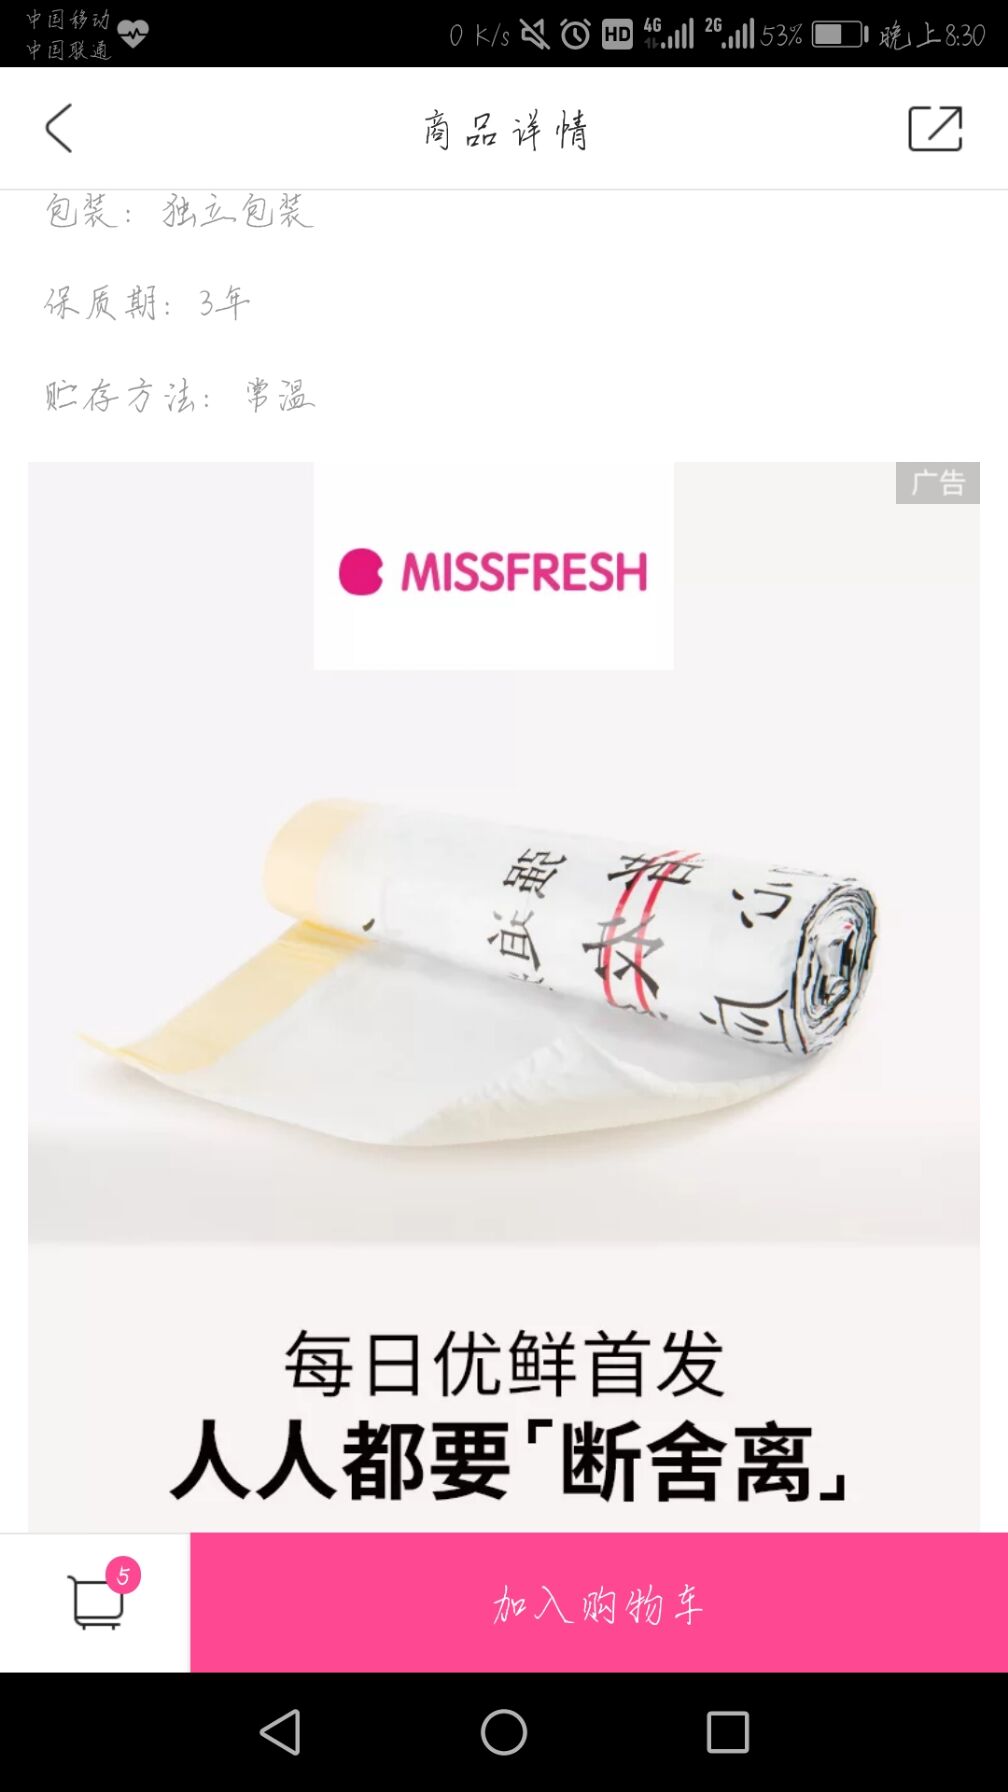 中国移动
中国联通
0 K/s HD 4G 2G 53% 晚上8:30
商品详情
包装：独立包装
保质期：3年
贮存方法：常温
广告
MISSFRESH
每日优鲜首发
人人都要「断舍离」
5
加入购物车